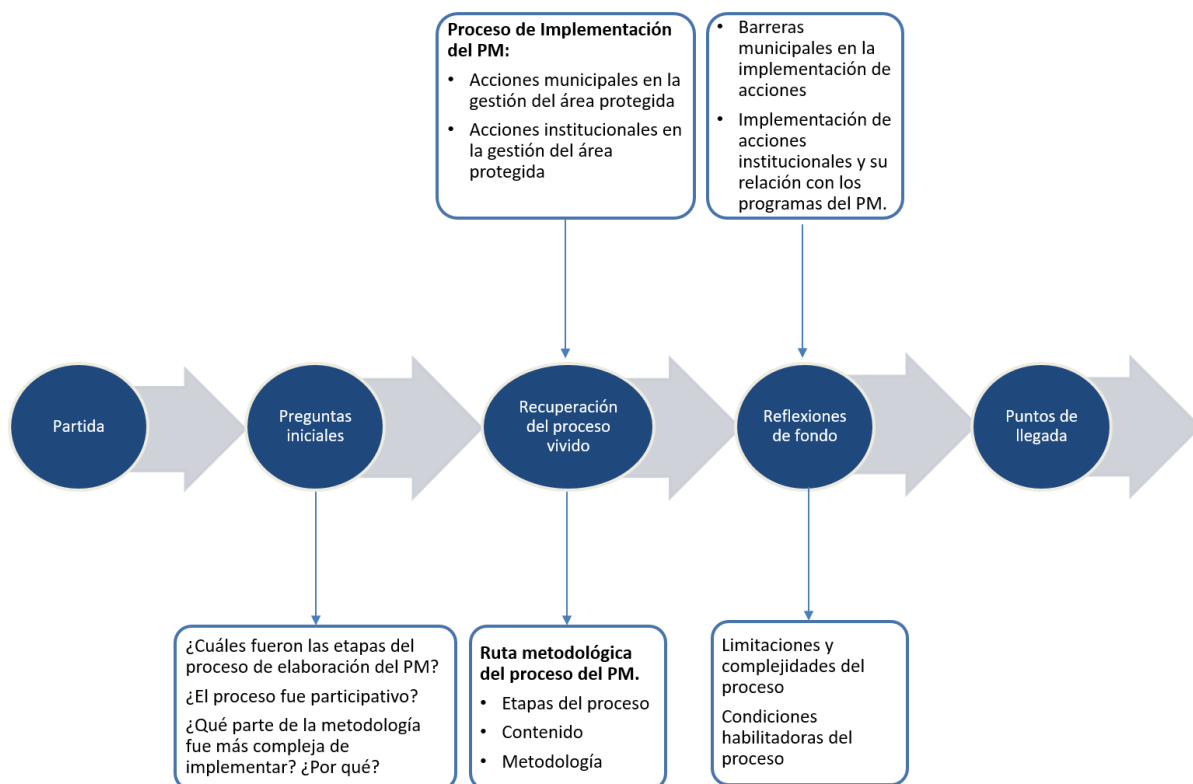 Proceso de Implementación
del PM:
• Acciones municipales en la
gestión del área protegida
• Acciones institucionales en
la gestión del área
protegida
• Barreras
municipales en la
implementación de
acciones
• Implementación de
acciones
institucionales y su
relación con los
programas del PM.
Partida
Preguntas
iniciales
Recuperación
del proceso
vivido
Reflexiones
de fondo
Puntos de
llegada
¿Cuáles fueron las etapas del
proceso de elaboración del PM?
¿El proceso fue participativo?
¿Qué parte de la metodología
fue más compleja de
implementar? ¿Por qué?
Ruta metodológica
del proceso del PM.
• Etapas del proceso
• Contenido
• Metodología
Limitaciones y
complejidades del
proceso
Condiciones
habilitadoras del
proceso